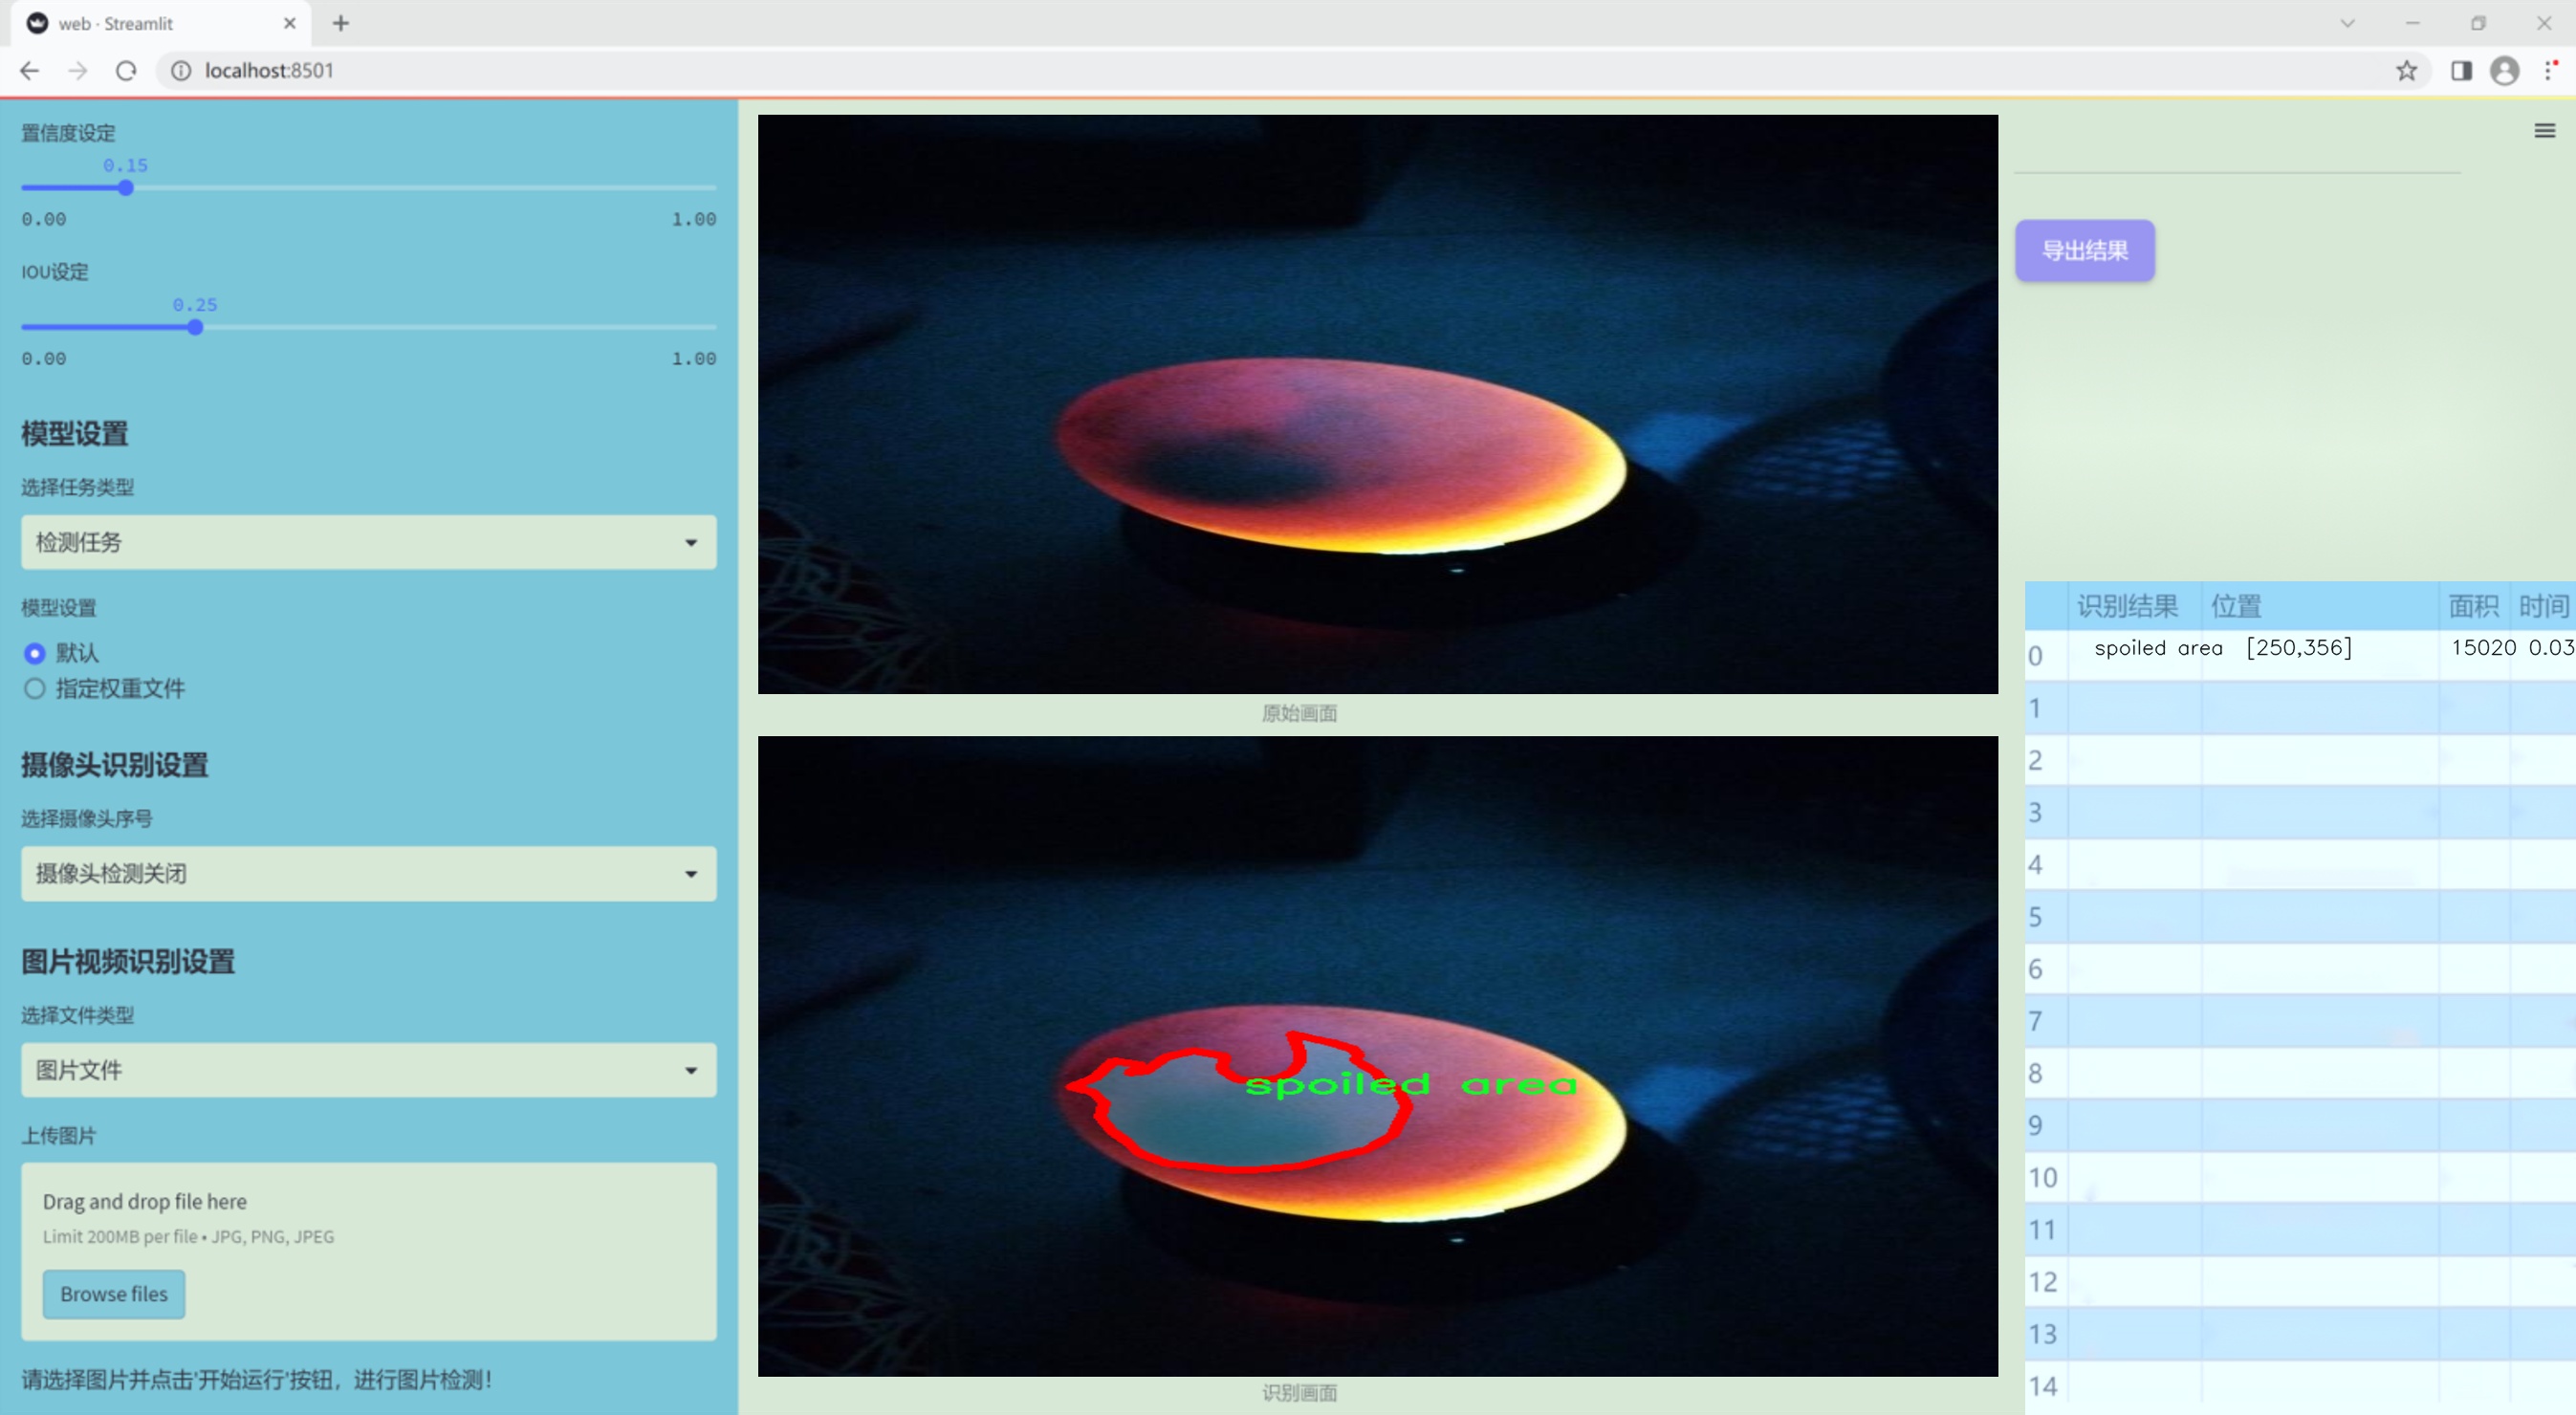 web · Streamlit
localhost:8501
置信度设定
0.15
0.00 1.00
IOU设定
0.25
0.00 1.00
模型设置
选择任务类型
检测任务
模型设置
默认
指定权重文件
摄像头识别设置
选择摄像头序号
摄像头检测关闭
图片视频识别设置
选择文件类型
图片文件
上传图片
Drag and drop file here
Limit 200MB per file • JPG, PNG, JPEG
Browse files
请选择图片并点击'开始运行'按钮，进行图片检测！
原始画面
spoiled area
识别画面
导出结果
识别结果 位置 面积 时间
0 spoiled area [250,356] 15020 0.03
1
2
3
4
5
6
7
8
9
10
11
12
13
14